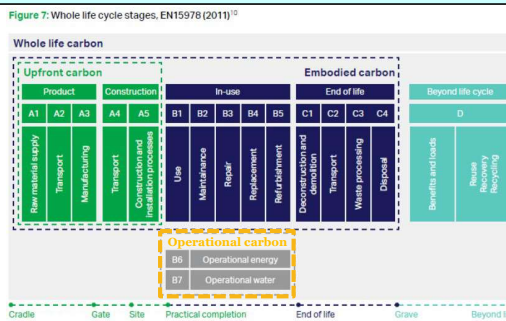 Figure 7: Whole life cycle stages, EN15978 (2011)¹⁰
Whole life carbon
Upfront carbon
Embodied carbon
Product
Construction
In-use
End of life
Beyond life cycle
A1 A2 A3 A4 A5 B1 B2 B3 B4 B5 C1 C2 C3 C4 D
Raw material supply
Transport
Manufacturing
Transport
Construction and
installation processes
Use
Maintainance
Repair
Replacement
Refurbishment
Deconstruction and
demolition
Transport
Waste processing
Disposal
Benefits and loads
Reuse
Recovery
Recycling
Operational carbon
B6 Operational energy
B7 Operational water
Cradle
Gate
Site
Practical completion
End of life
Grave
Beyond